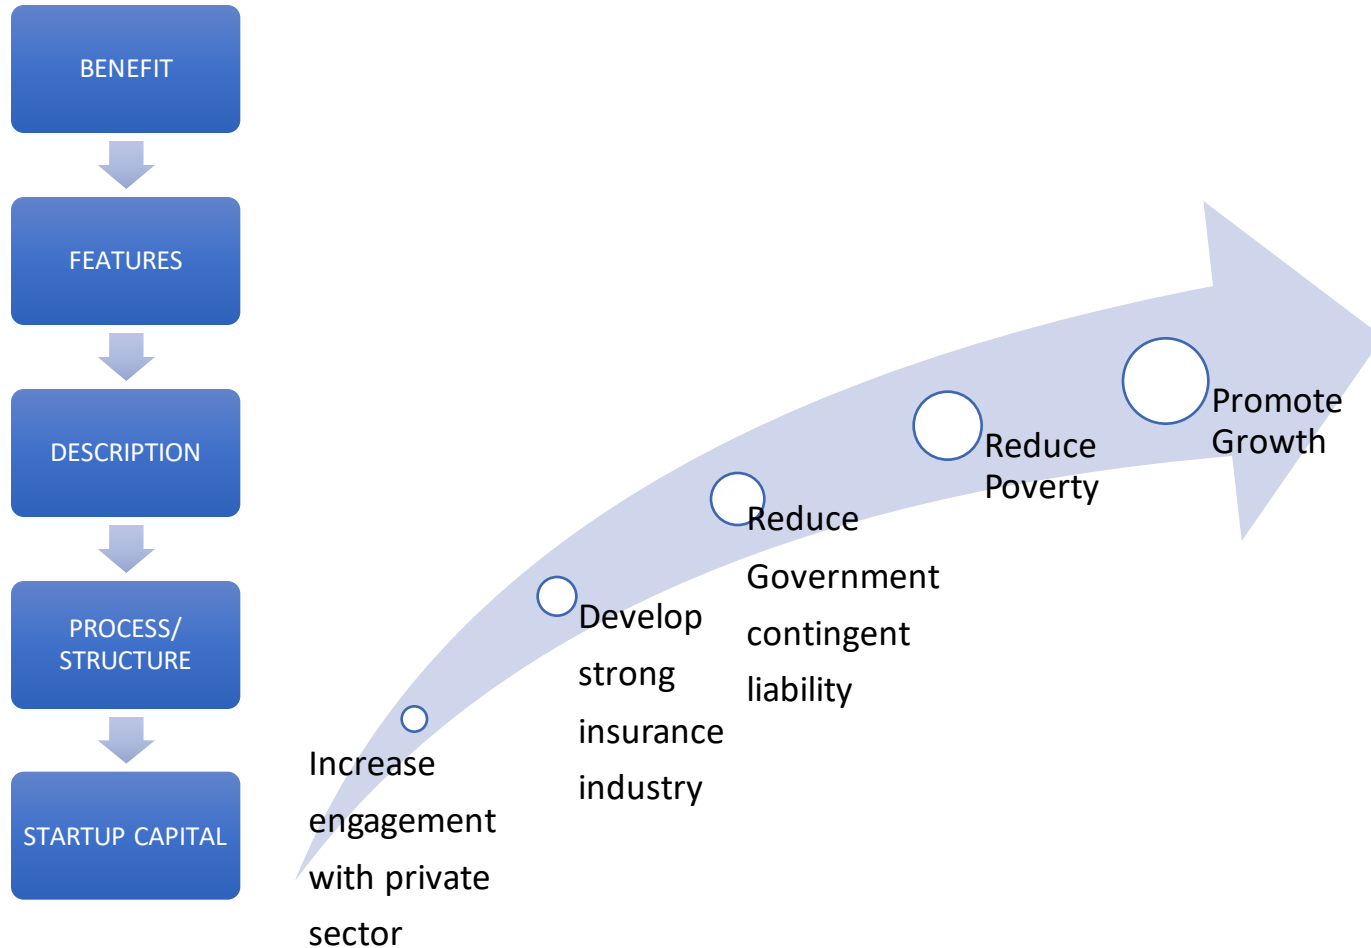 BENEFIT
FEATURES
DESCRIPTION
PROCESS/
STRUCTURE
STARTUP CAPITAL
Increase
engagement
with private
sector
Develop
strong
insurance
industry
Reduce
Government
contingent
liability
Reduce
Poverty
Promote
Growth